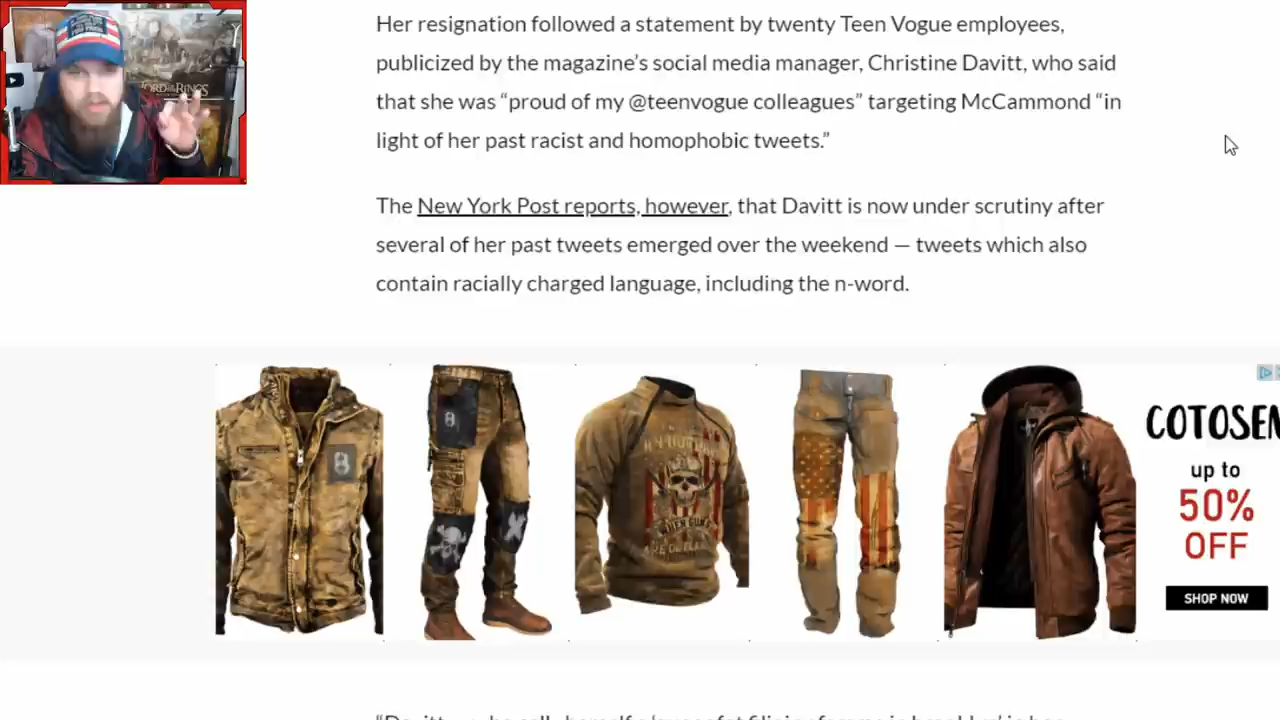 Her resignation followed a statement by twenty Teen Vogue employees,
publicized by the magazine's social media manager, Christine Davitt, who said
that she was “proud of my @teenvogue colleagues” targeting McCammond “in
light of her past racist and homophobic tweets.”
The New York Post reports, however, that Davitt is now under scrutiny after
several of her past tweets emerged over the weekend — tweets which also
contain racially charged language, including the n-word.
COTOSEN
up to
50%
OFF
SHOP NOW